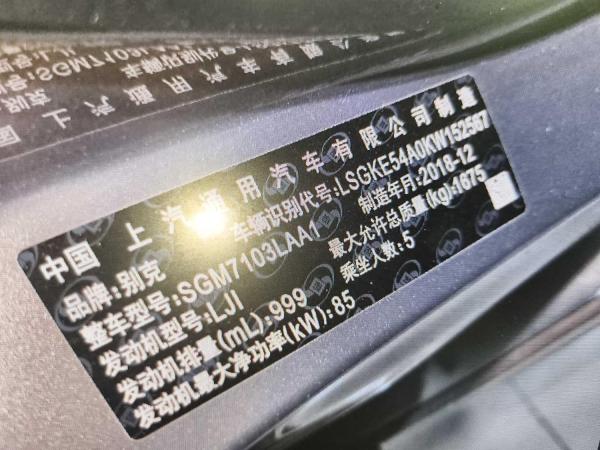 中国 上汽通用汽车有限公司制造
品牌:别克 车辆识别代号:LSGKE54A0KW152567
整车型号:SGM7103LAA1 制造年月:2018-12
发动机型号:LJI 最大允许总质量(kg):1675
发动机排量(mL):999 乘坐人数:5
发动机最大净功率(kW):85